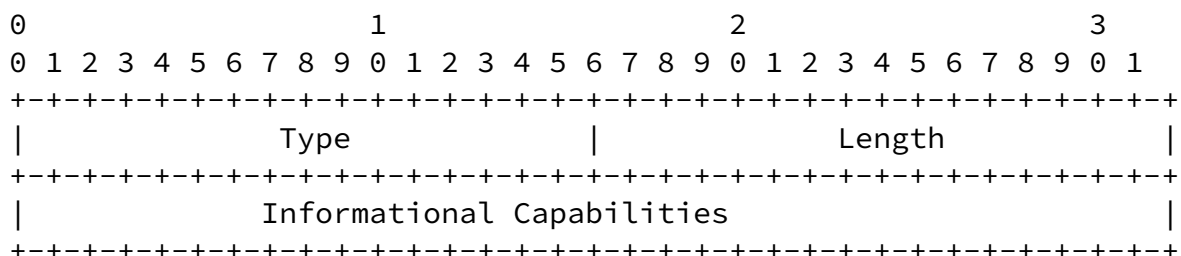 0                   1                   2                   3
0 1 2 3 4 5 6 7 8 9 0 1 2 3 4 5 6 7 8 9 0 1 2 3 4 5 6 7 8 9 0 1
+-+-+-+-+-+-+-+-+-+-+-+-+-+-+-+-+-+-+-+-+-+-+-+-+-+-+-+-+-+-+-+-+
|              Type             |             Length            |
+-+-+-+-+-+-+-+-+-+-+-+-+-+-+-+-+-+-+-+-+-+-+-+-+-+-+-+-+-+-+-+-+
|             Informational Capabilities                        |
+-+-+-+-+-+-+-+-+-+-+-+-+-+-+-+-+-+-+-+-+-+-+-+-+-+-+-+-+-+-+-+-+